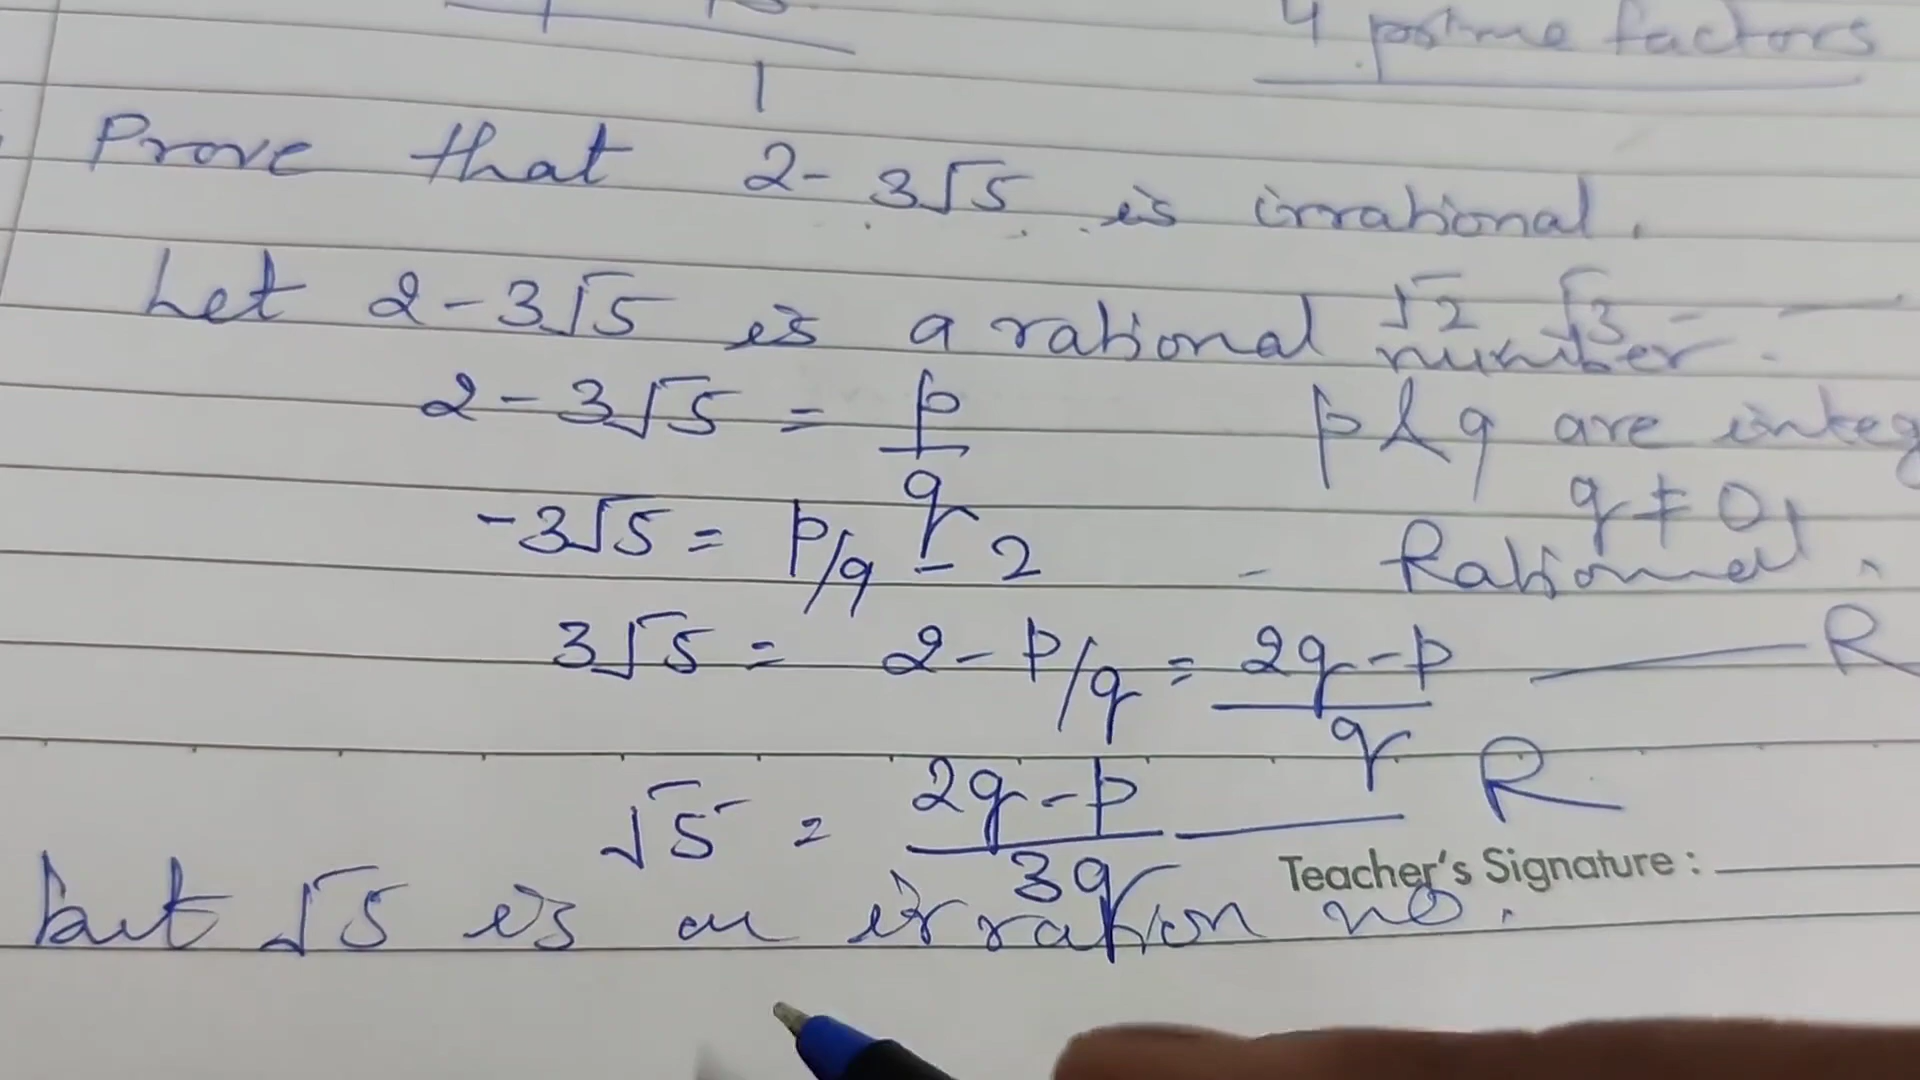 1
4 prime factors
Prove that 2-3√5 is irrational.
√2 √3 -
Let 2-3√5 is a rational number.
2-3√5 = p/q p & q are integ
q ≠ 0,
-3√5 = p/q - 2 - Rational.
3√5 = 2-p/q = 2q-p/q — R
√5 = 2q-p/3q — R
Teacher's Signature :
but √5 is an irration no.